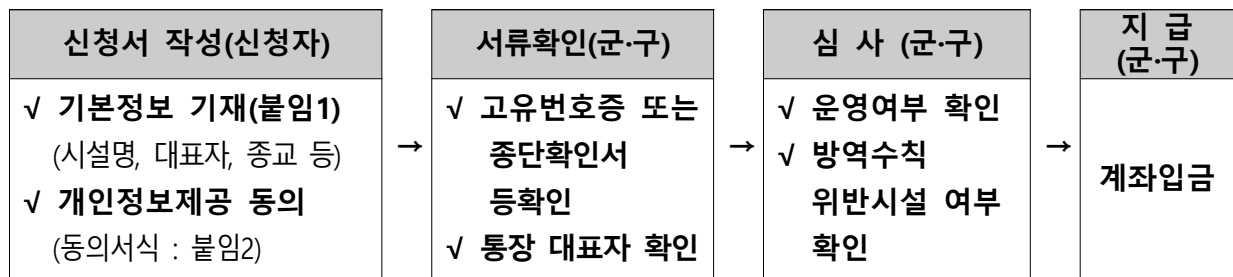 신청서 작성(신청자)
√ 기본정보 기재(붙임1)
(시설명, 대표자, 종교 등)
√ 개인정보제공 동의
(동의서식 : 붙임2)
→
서류확인(군·구)
√ 고유번호증 또는
종단확인서
등확인
√ 통장 대표자 확인
→
심 사 (군·구)
√ 운영여부 확인
√ 방역수칙
위반시설 여부
확인
→
지 급
(군·구)
계좌입금